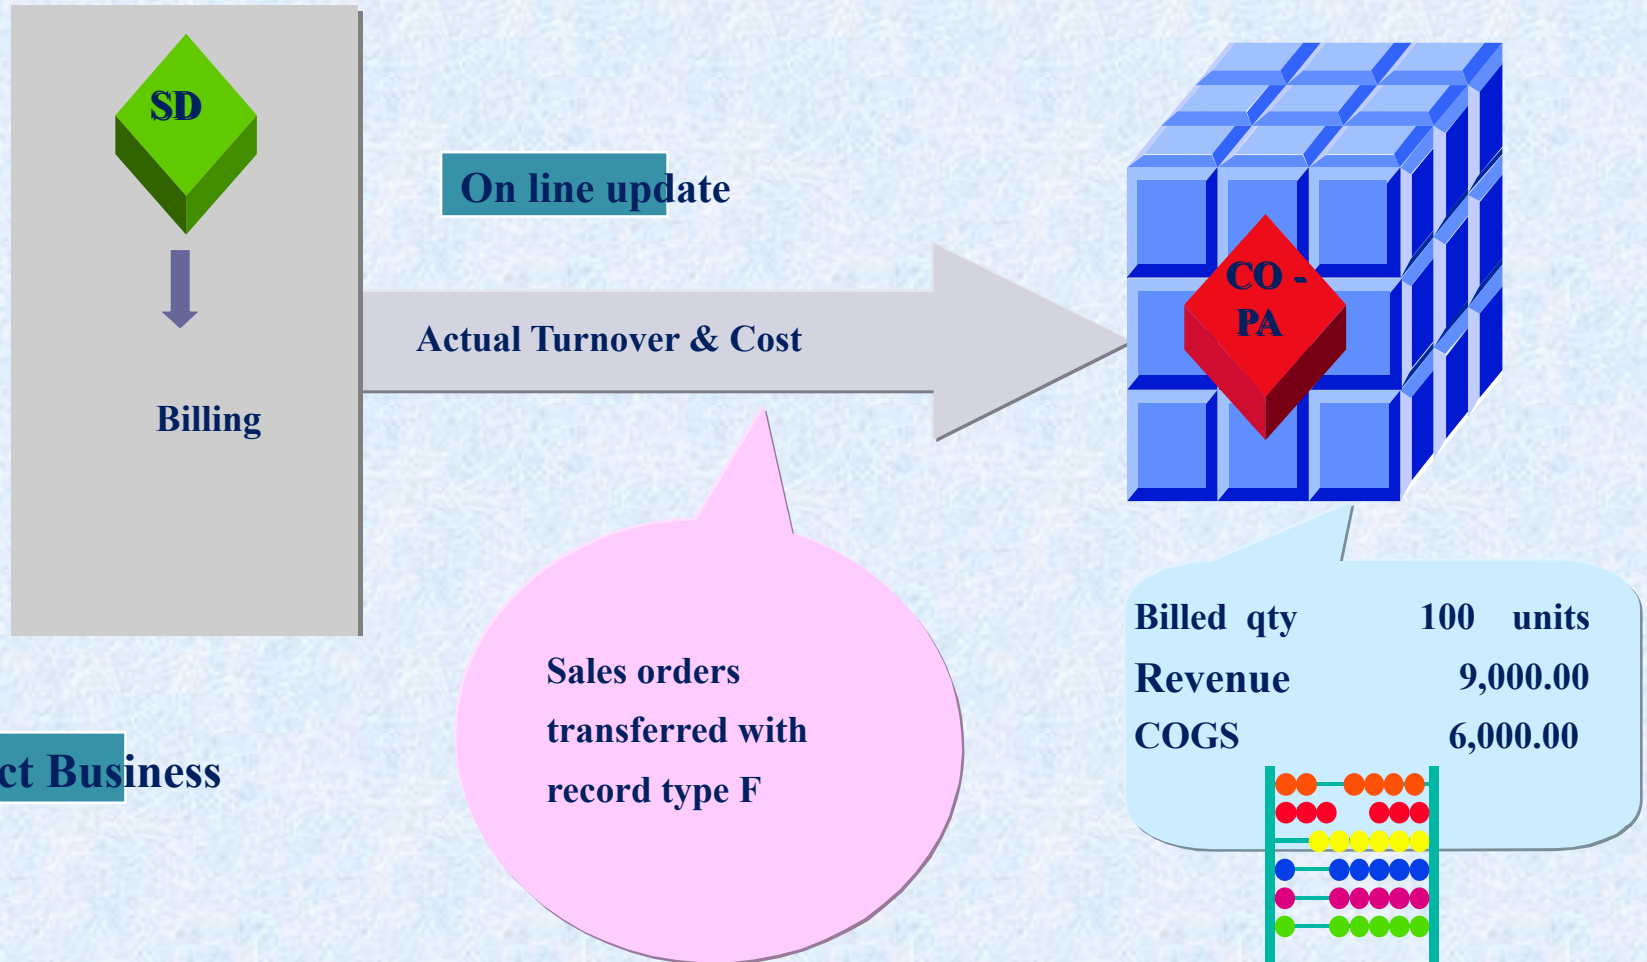 SD
On line update
CO -
PA
Actual Turnover & Cost
Billing
Billed qty 100 units
Revenue 9,000.00
COGS 6,000.00
Sales orders
transferred with
record type F
ct Business